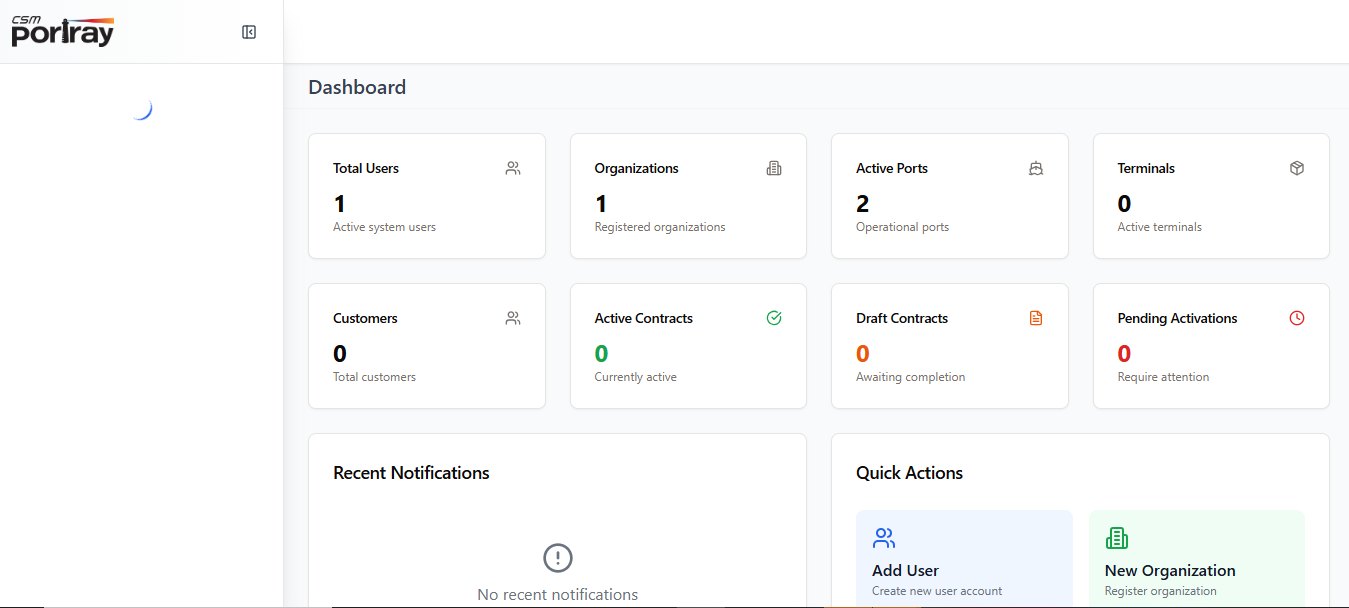 CSM
portray
Dashboard
Total Users
1
Active system users
Organizations
1
Registered organizations
Active Ports
2
Operational ports
Terminals
0
Active terminals
Customers
0
Total customers
Active Contracts
0
Currently active
Draft Contracts
0
Awaiting completion
Pending Activations
0
Require attention
Recent Notifications
No recent notifications
Quick Actions
Add User
Create new user account
New Organization
Register organization